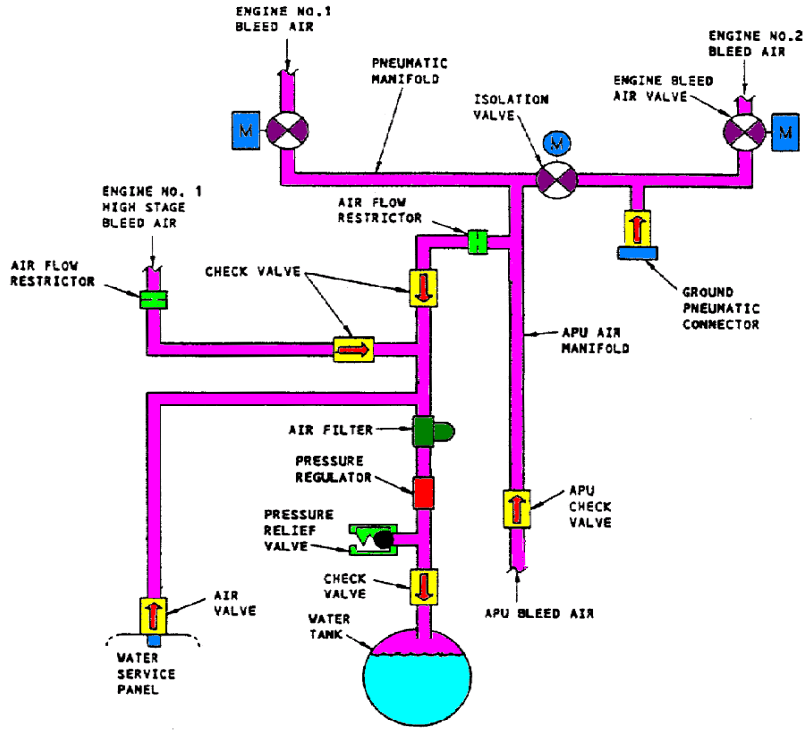 ENGINE NO.1
BLEED AIR
ENGINE NO.2
BLEED AIR
PNEUMATIC
MANIFOLD
ENGINE BLEED
AIR VALVE
ISOLATION
VALVE
M
M
M
ENGINE NO. 1
HIGH STAGE
BLEED AIR
AIR FLOW
RESTRICTOR
AIR FLOW
RESTRICTOR
CHECK VALVE
GROUND
PNEUMATIC
CONNECTOR
APU AIR
MANIFOLD
AIR FILTER
PRESSURE
REGULATOR
APU
CHECK
VALVE
PRESSURE
RELIEF
VALVE
CHECK
VALVE
AIR
VALVE
APU BLEED AIR
WATER
TANK
WATER
SERVICE
PANEL